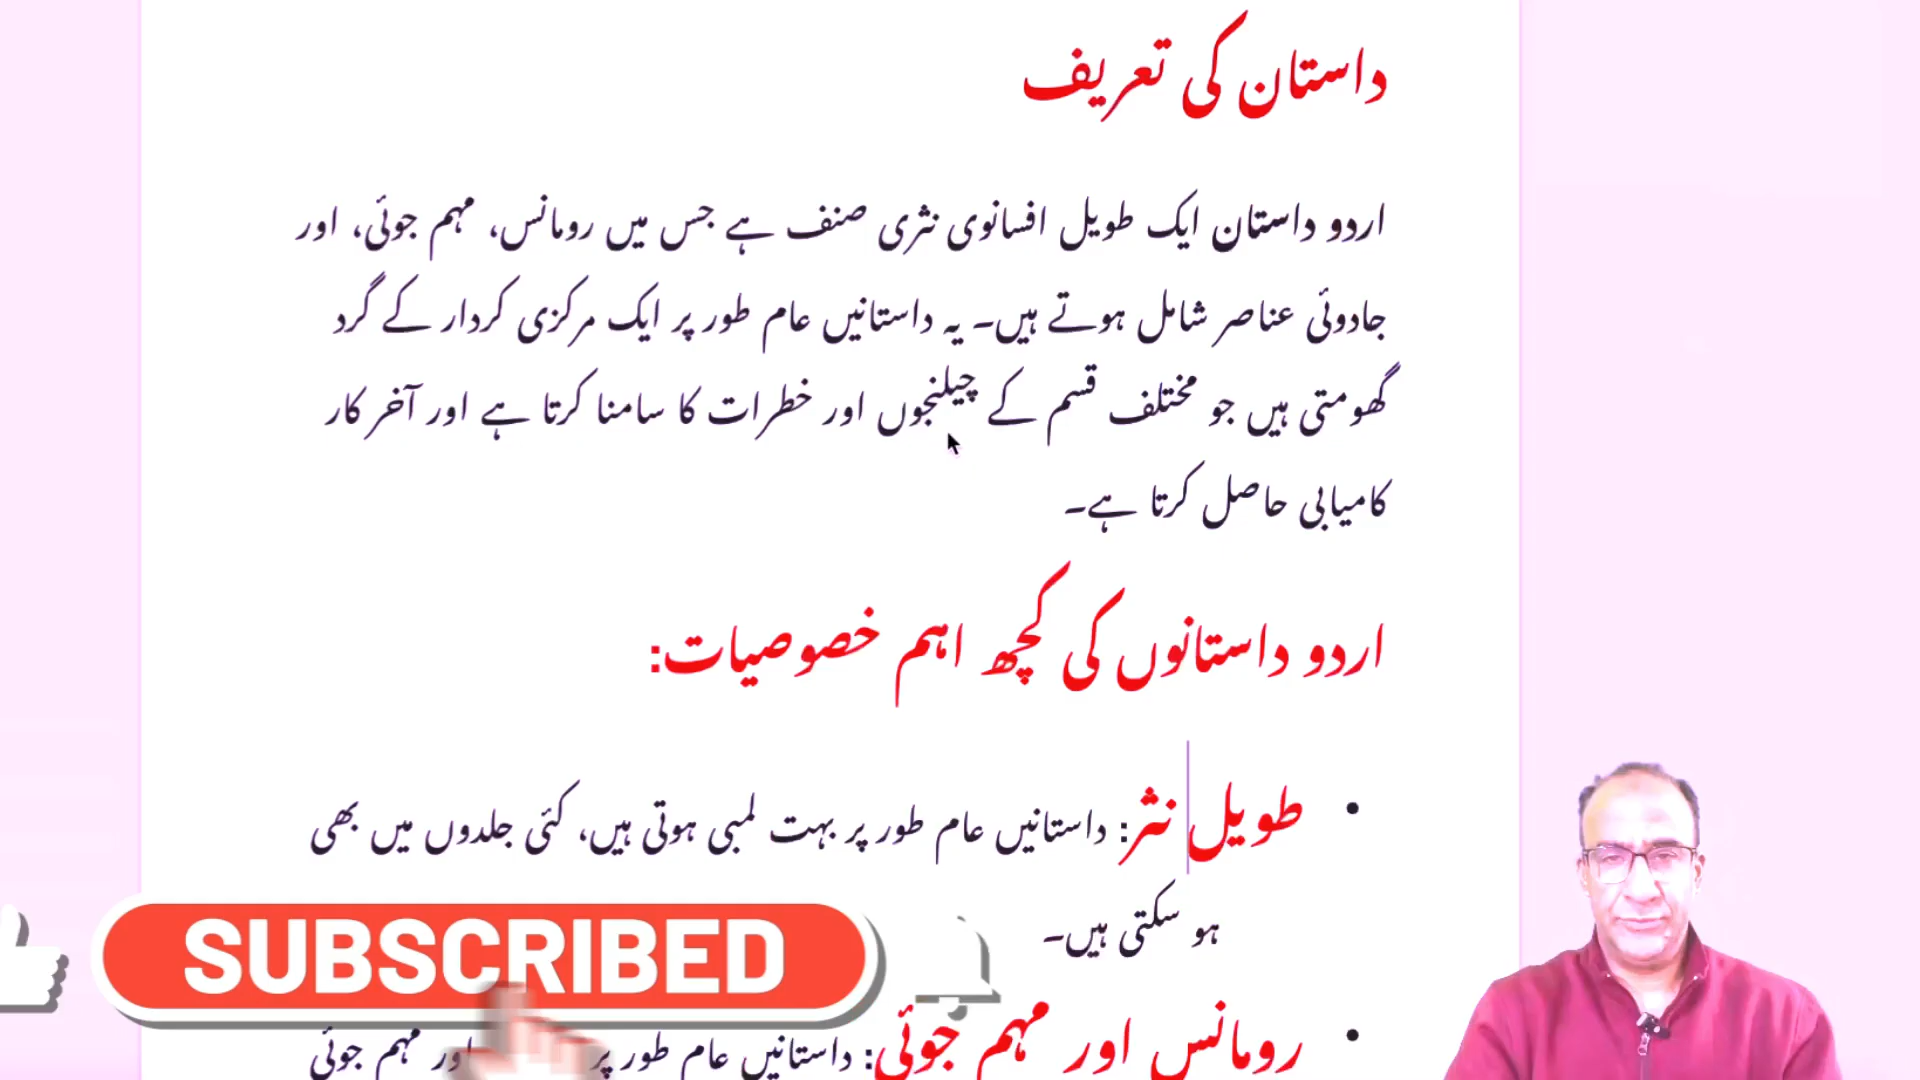 داستان کی تعریف
اردو داستان ایک طویل افسانوی نثری صنف ہے جس میں رومانس، مہم جوئی، اور
جادوئی عناصر شامل ہوتے ہیں۔ یہ داستانیں عام طور پر ایک مرکزی کردار کے گرد
گھومتی ہیں جو مختلف قسم کے چیلنجوں اور خطرات کا سامنا کرتا ہے اور آخر کار
کامیابی حاصل کرتا ہے۔
اردو داستانوں کی کچھ اہم خصوصیات:
• طویل نثر: داستانیں عام طور پر بہت لمبی ہوتی ہیں، کئی جلدوں میں بھی
ہو سکتی ہیں۔
SUBSCRIBED
• رومانس اور مہم جوئی: داستانیں عام طور پر اور مہم جوئی